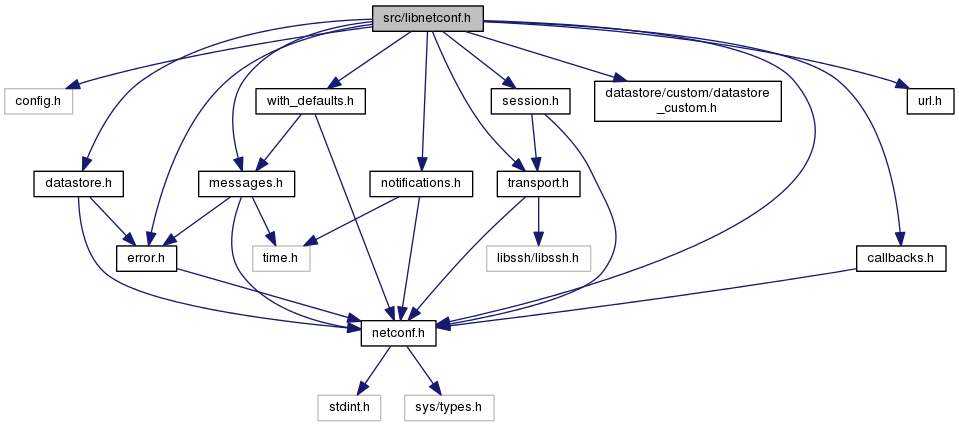 src/libnetconf.h
config.h
with_defaults.h
session.h
datastore/custom/datastore
_custom.h
url.h
datastore.h
messages.h
notifications.h
transport.h
error.h
time.h
libssh/libssh.h
callbacks.h
netconf.h
stdint.h
sys/types.h